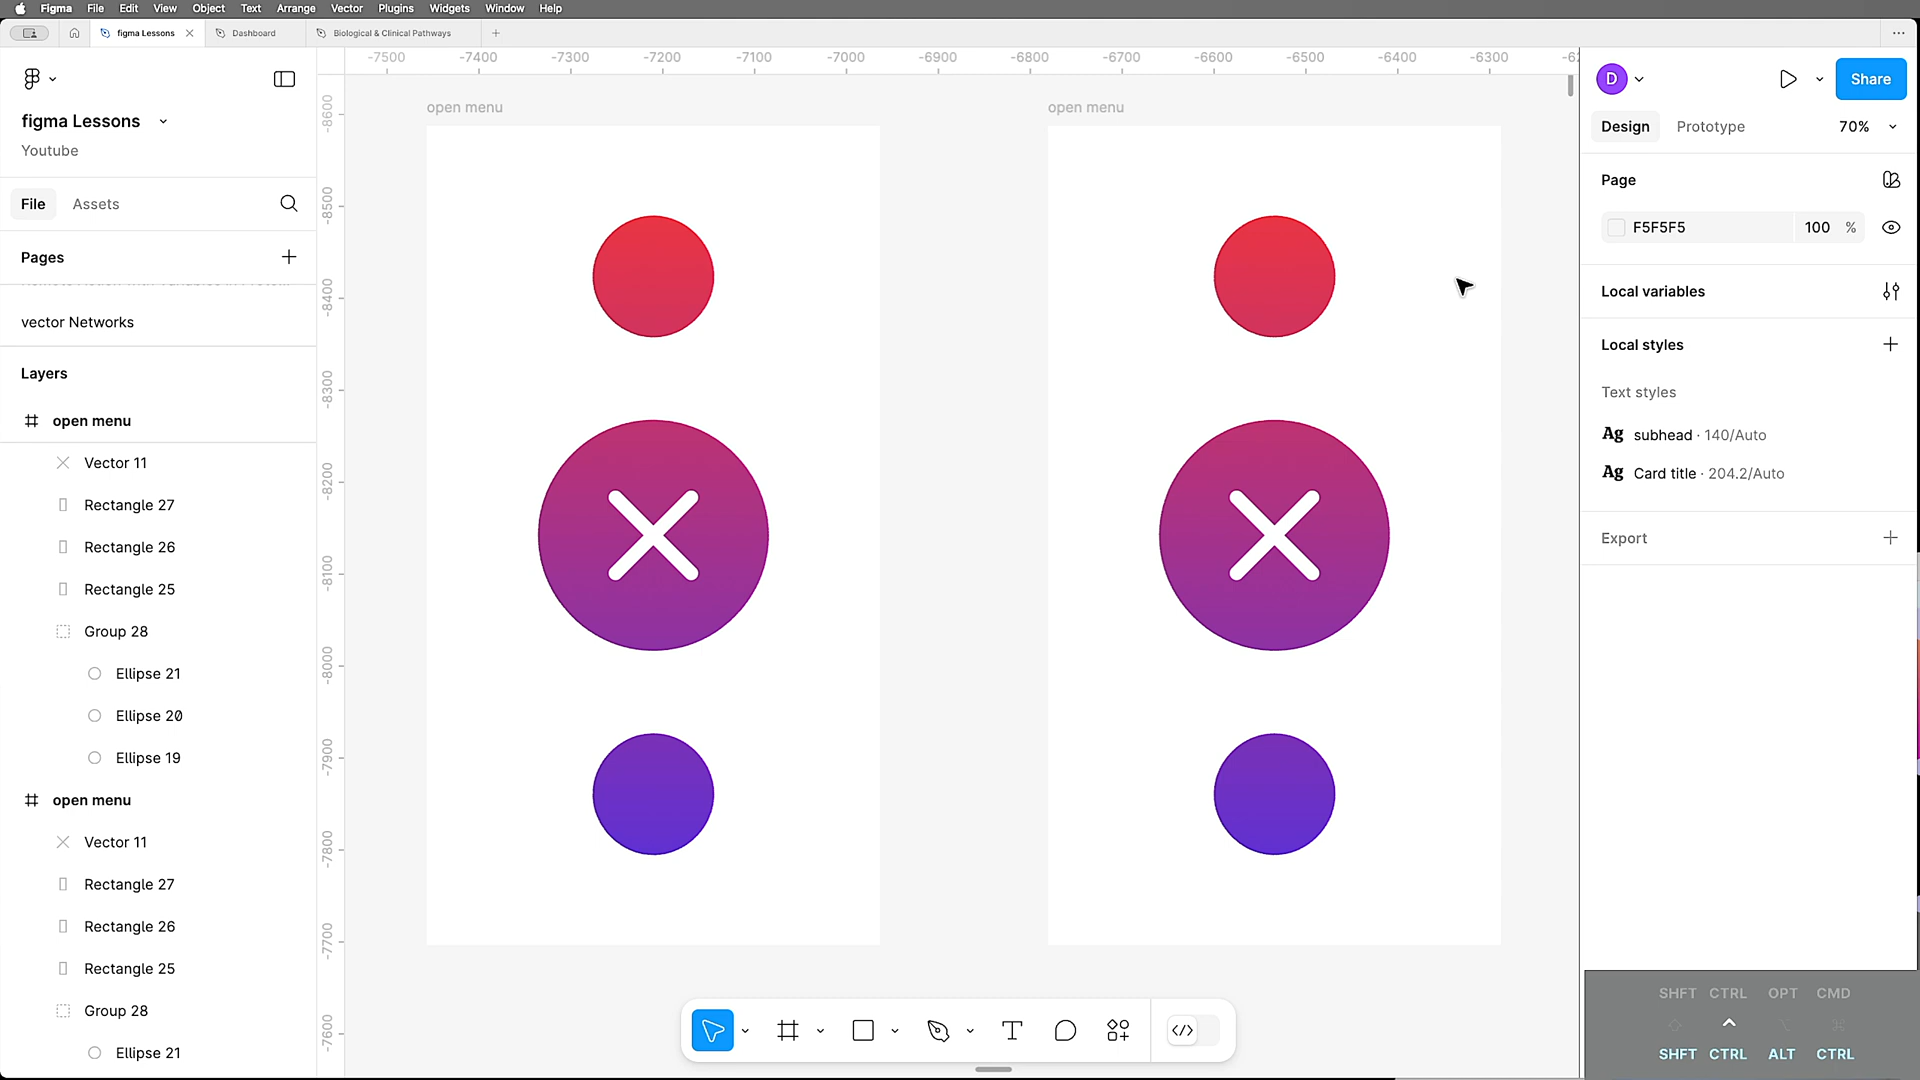 Figma File Edit View Object Text Arrange Vector Plugins Widgets Window Help
figma Lessons Dashboard Biological & Clinical Pathways
-7500 -7400 -7300 -7200 -7100 -7000 -6900 -6800 -6700 -6600 -6500 -6400 -6300
figma Lessons
Youtube
File Assets
Pages
vector Networks
Layers
open menu
Vector 11
Rectangle 27
Rectangle 26
Rectangle 25
Group 28
Ellipse 21
Ellipse 20
Ellipse 19
open menu
Vector 11
Rectangle 27
Rectangle 26
Rectangle 25
Group 28
Ellipse 21
-8600
-8500
-8400
-8300
-8200
-8100
-8000
-7900
-7800
-7700
-7600
open menu
open menu
D
Share
Design Prototype 70%
Page
F5F5F5 100 %
Local variables
Local styles
Text styles
Ag subhead · 140/Auto
Ag Card title · 204.2/Auto
Export
SHFT CTRL OPT CMD
SHFT CTRL ALT CTRL